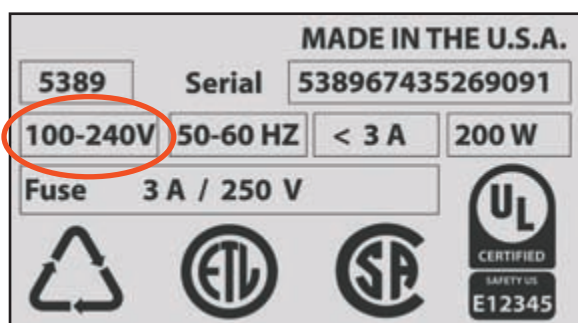 MADE IN THE U.S.A.
5389 Serial 538967435269091
100-240V 50-60 HZ < 3 A 200 W
Fuse 3 A / 250 V
ETL SA UL
CERTIFIED
SAFETY US
E12345